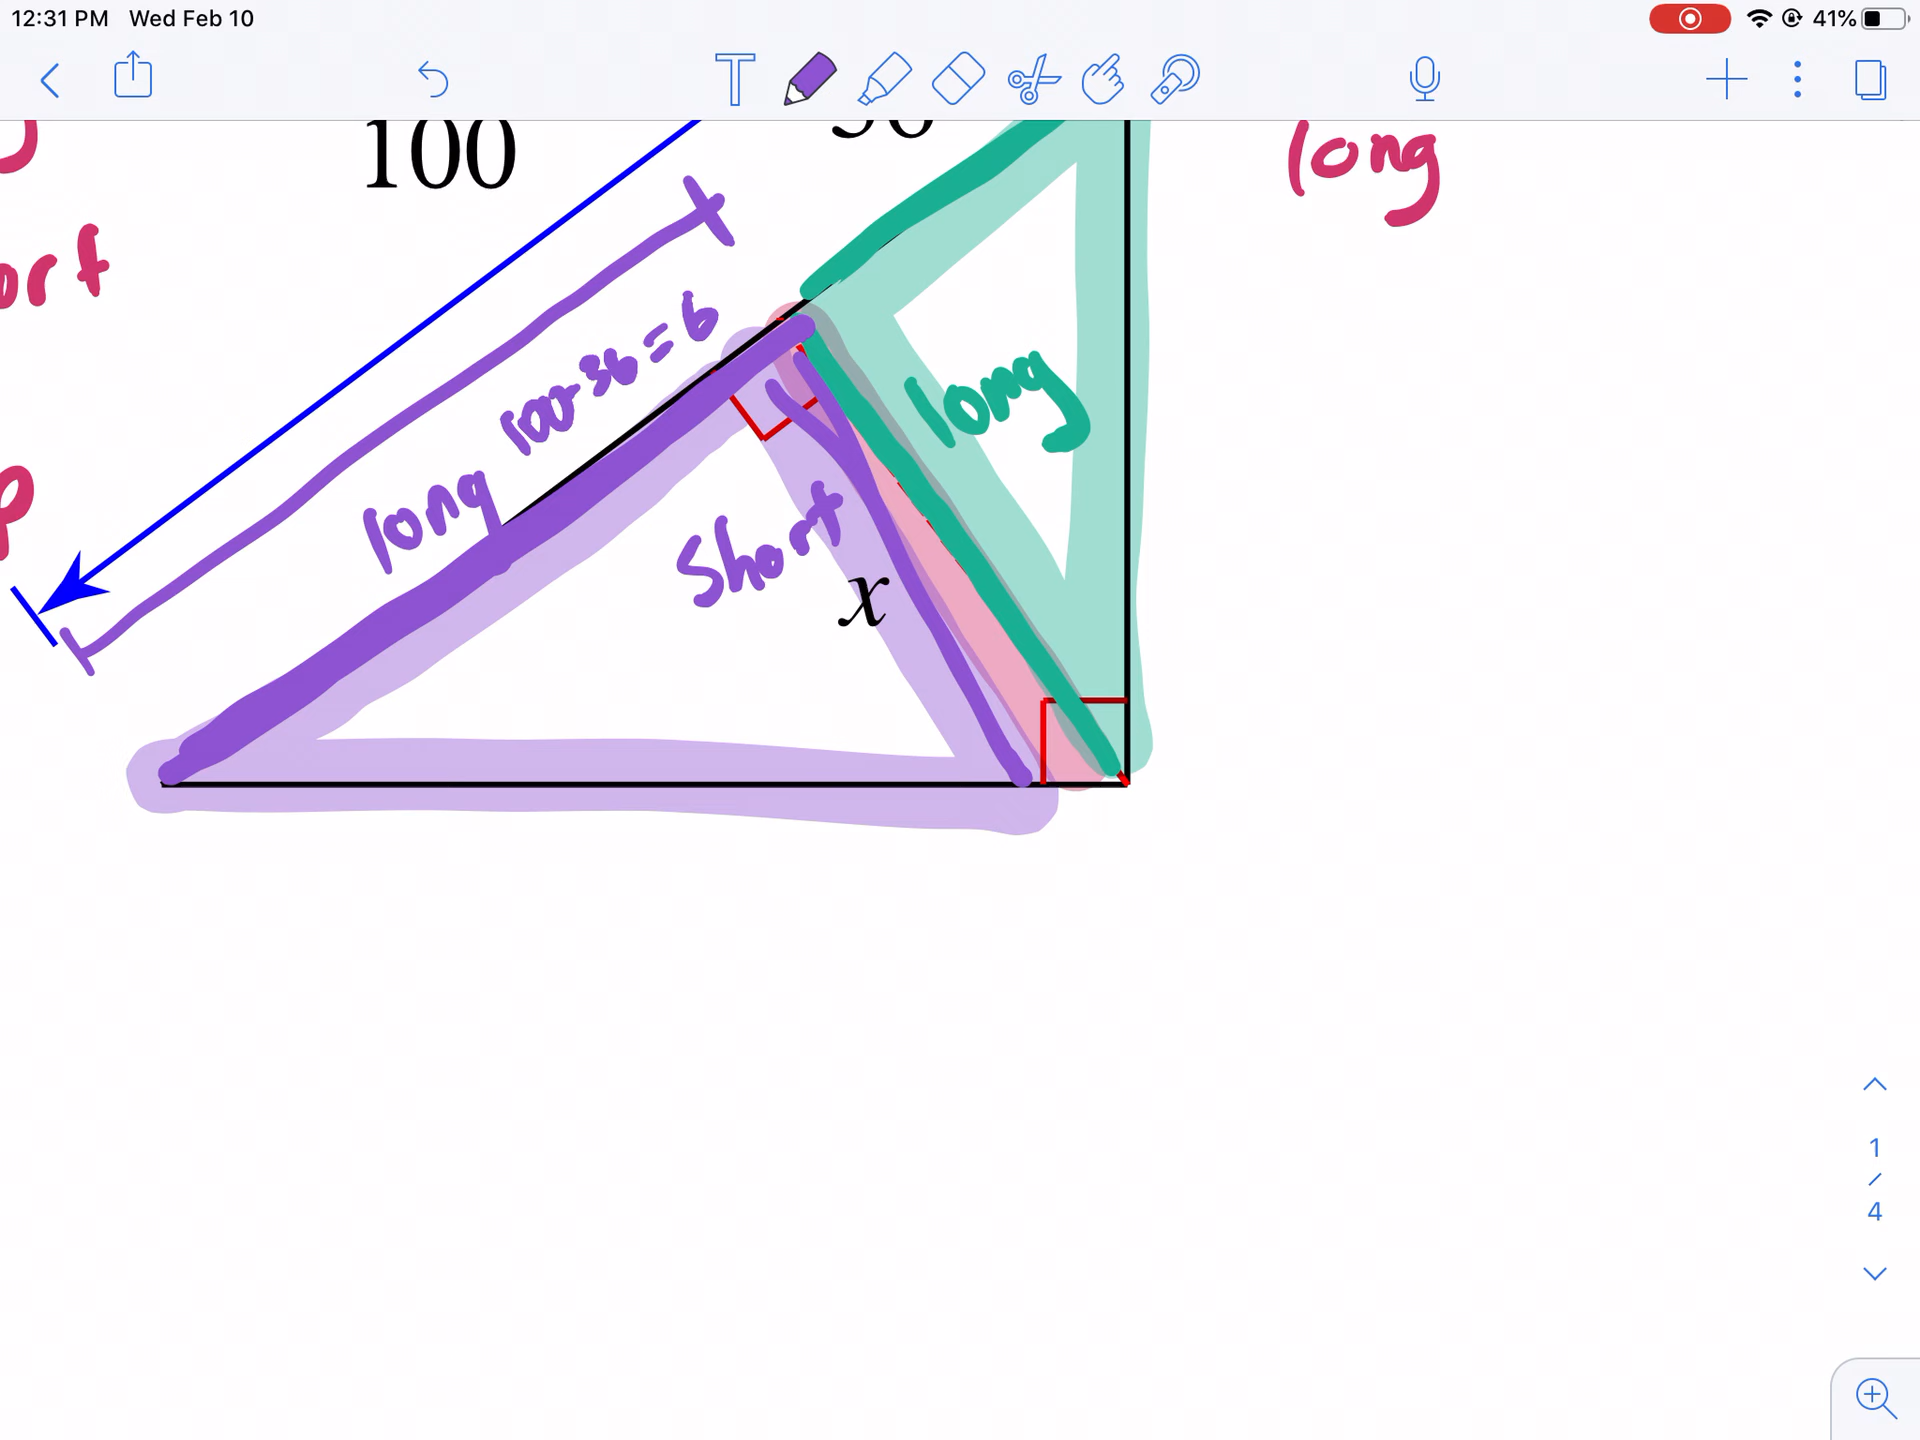 12:31 PM Wed Feb 10
41%
T
100
long
ort
100-36=6
long
long
short
x
1
/
4